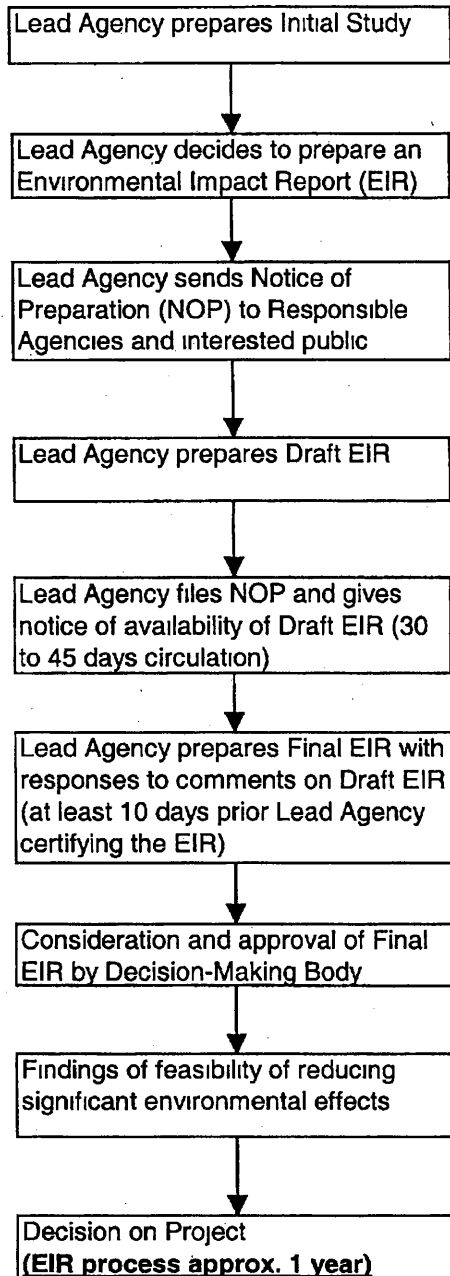 Lead Agency prepares Initial Study
Lead Agency decides to prepare an
Environmental Impact Report (EIR)
Lead Agency sends Notice of
Preparation (NOP) to Responsible
Agencies and interested public
Lead Agency prepares Draft EIR
Lead Agency files NOP and gives
notice of availability of Draft EIR (30
to 45 days circulation)
Lead Agency prepares Final EIR with
responses to comments on Draft EIR
(at least 10 days prior Lead Agency
certifying the EIR)
Consideration and approval of Final
EIR by Decision-Making Body
Findings of feasibility of reducing
significant environmental effects
Decision on Project
(EIR process approx. 1 year)